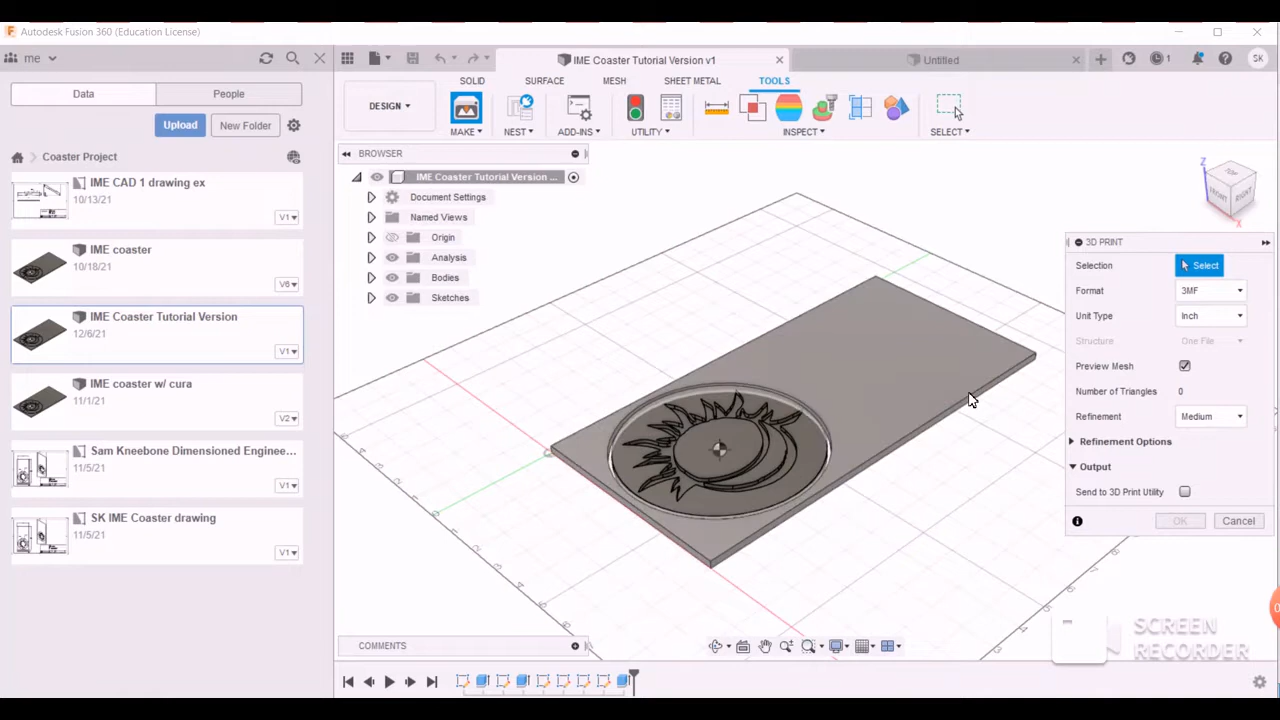 Autodesk Fusion 360 (Education License)
me
IME Coaster Tutorial Version v1
Untitled
1
SK
Data
People
Upload
New Folder
Coaster Project
IME CAD 1 drawing ex
10/13/21
V1
IME coaster
10/18/21
V6
IME Coaster Tutorial Version
12/6/21
V1
IME coaster w/ cura
11/1/21
V2
Sam Kneebone Dimensioned Enginee...
11/5/21
V1
SK IME Coaster drawing
11/5/21
V1
DESIGN
SOLID
SURFACE
MESH
SHEET METAL
TOOLS
MAKE
NEST
ADD-INS
UTILITY
INSPECT
SELECT
BROWSER
IME Coaster Tutorial Version ...
Document Settings
Named Views
Origin
Analysis
Bodies
Sketches
Z
TOP
FRONT
RIGHT
X
3D PRINT
Selection
Select
Format
3MF
Unit Type
Inch
Structure
One File
Preview Mesh
Number of Triangles
0
Refinement
Medium
Refinement Options
Output
Send to 3D Print Utility
OK
Cancel
COMMENTS
SCREEN
RECORDER